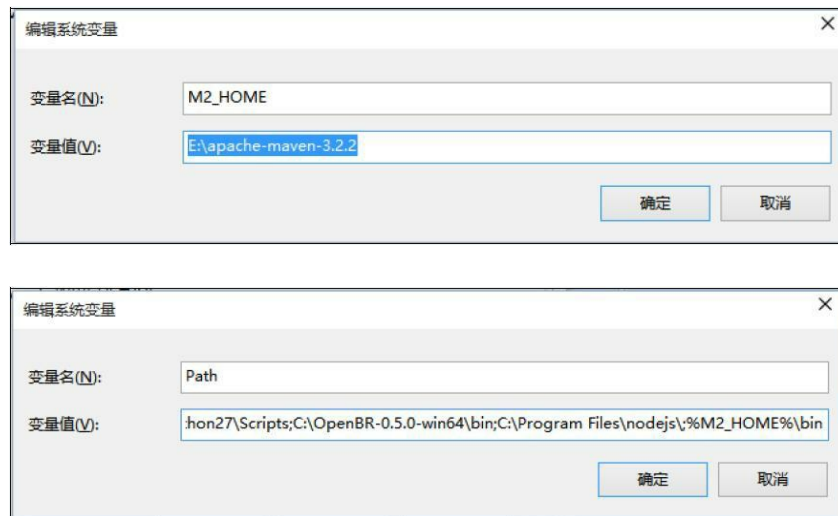 编辑系统变量
变量名(N):
M2_HOME
变量值(V):
E:\apache-maven-3.2.2
确定
取消
编辑系统变量
变量名(N):
Path
变量值(V):
:hon27\Scripts;C:\OpenBR-0.5.0-win64\bin;C:\Program Files\nodejs\;%M2_HOME%\bin
确定
取消